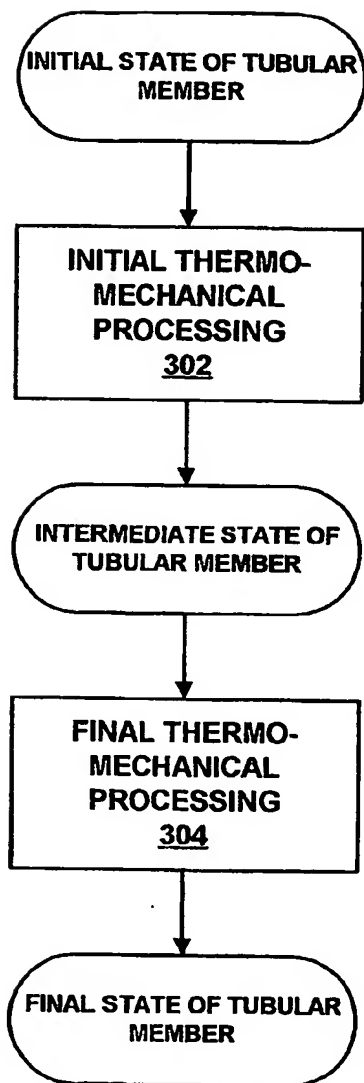 INITIAL STATE OF TUBULAR
MEMBER
INITIAL THERMO-
MECHANICAL
PROCESSING
302
INTERMEDIATE STATE OF
TUBULAR MEMBER
FINAL THERMO-
MECHANICAL
PROCESSING
304
FINAL STATE OF TUBULAR
MEMBER